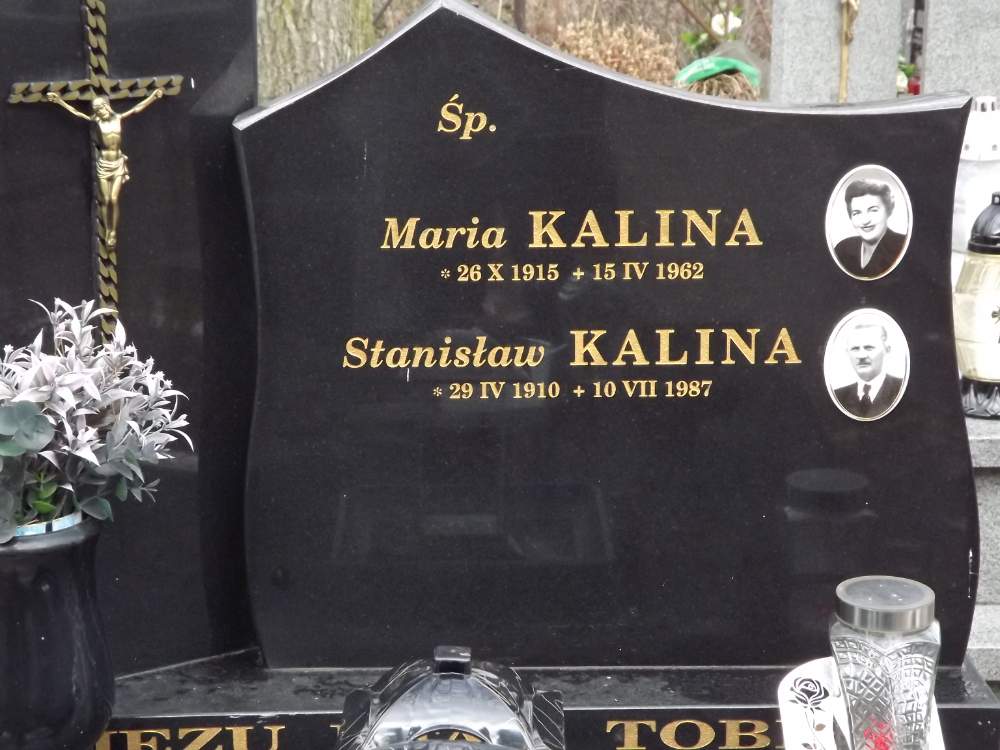 Śp.
Maria KALINA
* 26 X 1915 + 15 IV 1962
Stanisław KALINA
* 29 IV 1910 + 10 VII 1987